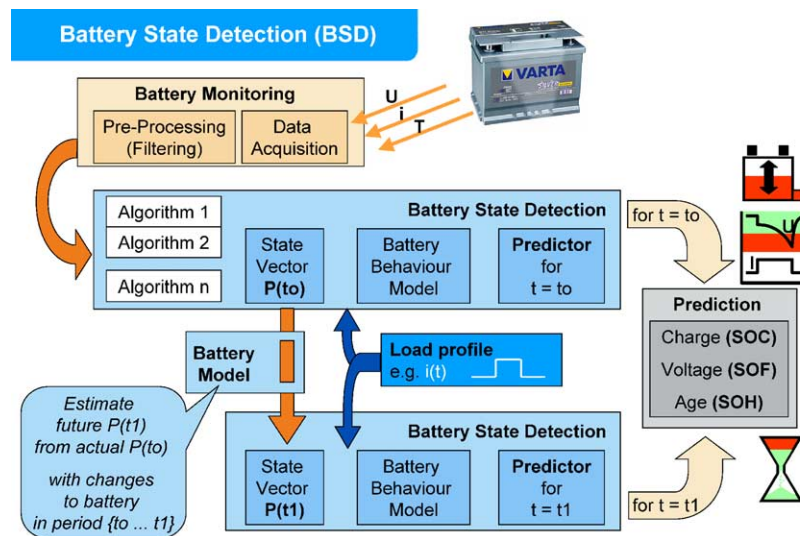 Battery State Detection (BSD)
VARTA
Battery Monitoring
Pre-Processing
(Filtering)
Data
Acquisition
U
i
T
Battery State Detection
Algorithm 1
Algorithm 2
Algorithm n
State
Vector
P(to)
Battery
Behaviour
Model
Predictor
for
t = to
for t = to
U
I
Prediction
Charge (SOC)
Voltage (SOF)
Age (SOH)
Battery
Model
Load profile
e.g. i(t)
Estimate
future P(t1)
from actual P(to)
with changes
to battery
in period {to ... t1}
Battery State Detection
State
Vector
P(t1)
Battery
Behaviour
Model
Predictor
for
t = t1
for t = t1